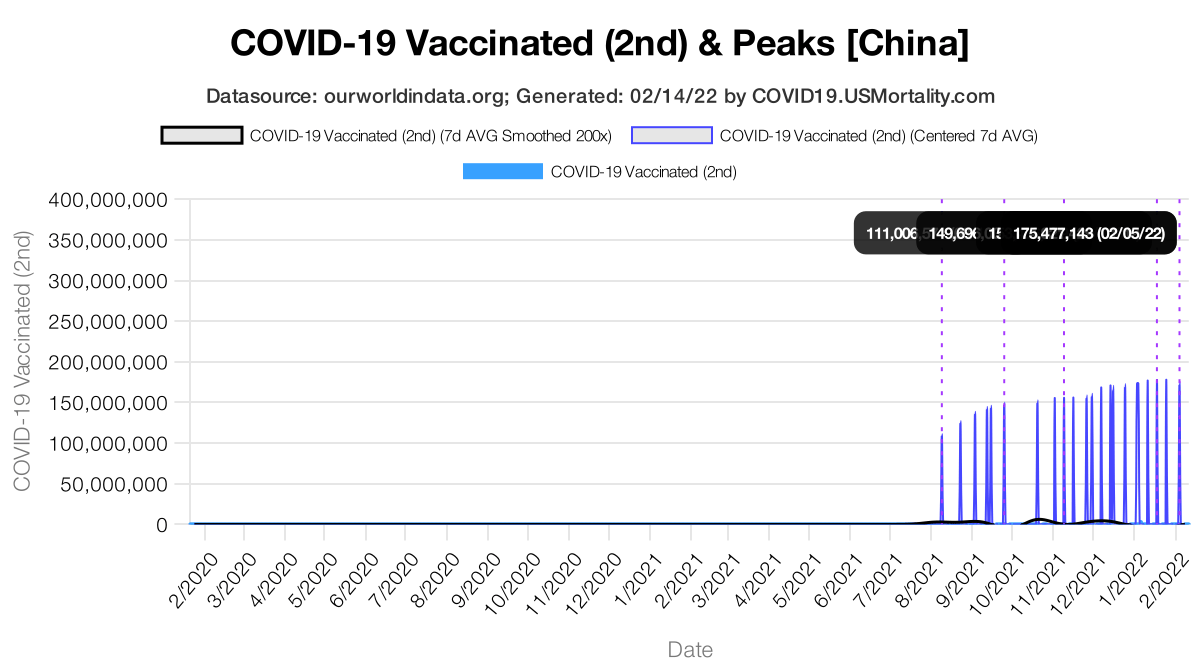 COVID-19 Vaccinated (2nd) & Peaks [China]
Datasource: ourworldindata.org; Generated: 02/14/22 by COVID19.USMortality.com
COVID-19 Vaccinated (2nd) (7d AVG Smoothed 200x)
COVID-19 Vaccinated (2nd) (Centered 7d AVG)
COVID-19 Vaccinated (2nd)
COVID-19 Vaccinated (2nd)
400,000,000
350,000,000
300,000,000
250,000,000
200,000,000
150,000,000
100,000,000
50,000,000
0
111,006, 149,696, 15 175,477,143 (02/05/22)
2/2020 3/2020 4/2020 5/2020 6/2020 7/2020 8/2020 9/2020 10/2020 11/2020 12/2020 1/2021 2/2021 3/2021 4/2021 5/2021 6/2021 7/2021 8/2021 9/2021 10/2021 11/2021 12/2021 1/2022 2/2022
Date